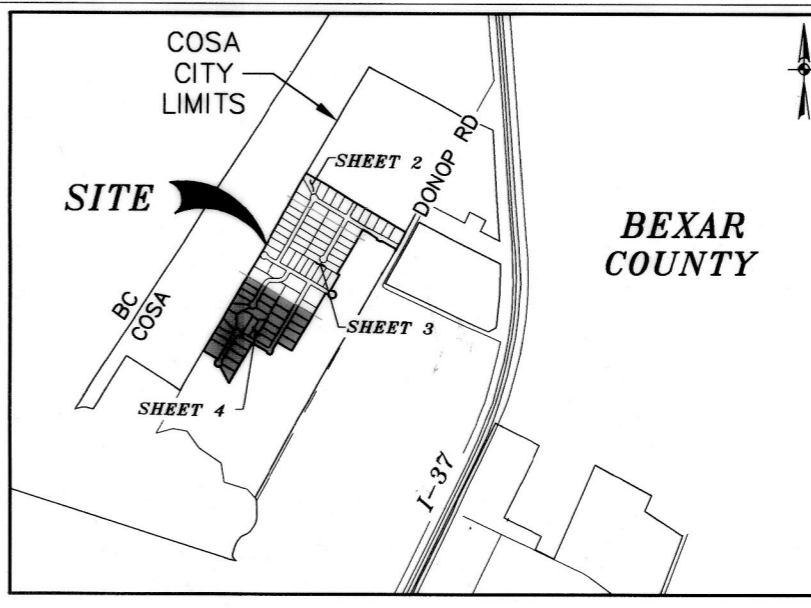 COSA
CITY
LIMITS
SHEET 2
DONOP RD
SITE
BEXAR
COUNTY
BC
COSA
SHEET 3
SHEET 4
I-37